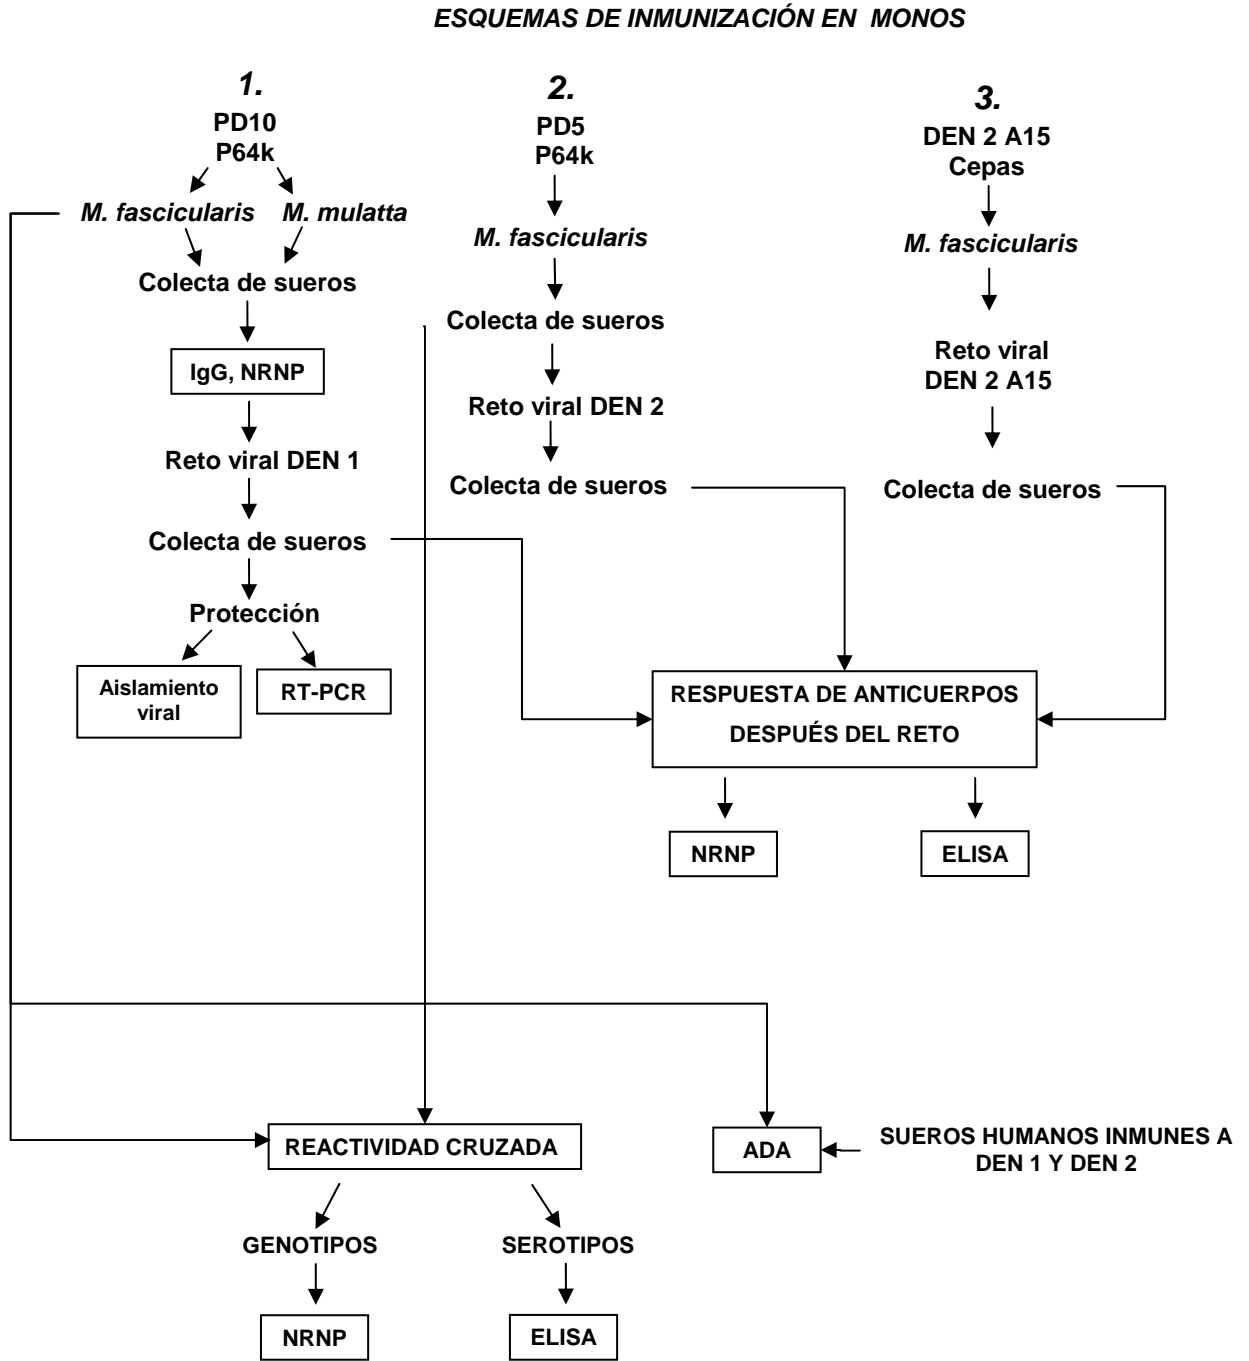 ESQUEMAS DE INMUNIZACIÓN EN MONOS
1.
PD10
P64k
M. fascicularis
M. mulatta
Colecta de sueros
IgG, NRNP
Reto viral DEN 1
Colecta de sueros
Protección
Aislamiento
viral
RT-PCR
2.
PD5
P64k
M. fascicularis
Colecta de sueros
Reto viral DEN 2
Colecta de sueros
3.
DEN 2 A15
Cepas
M. fascicularis
Reto viral
DEN 2 A15
Colecta de sueros
RESPUESTA DE ANTICUERPOS
DESPUÉS DEL RETO
NRNP
ELISA
REACTIVIDAD CRUZADA
ADA
SUEROS HUMANOS INMUNES A
DEN 1 Y DEN 2
GENOTIPOS
SEROTIPOS
NRNP
ELISA